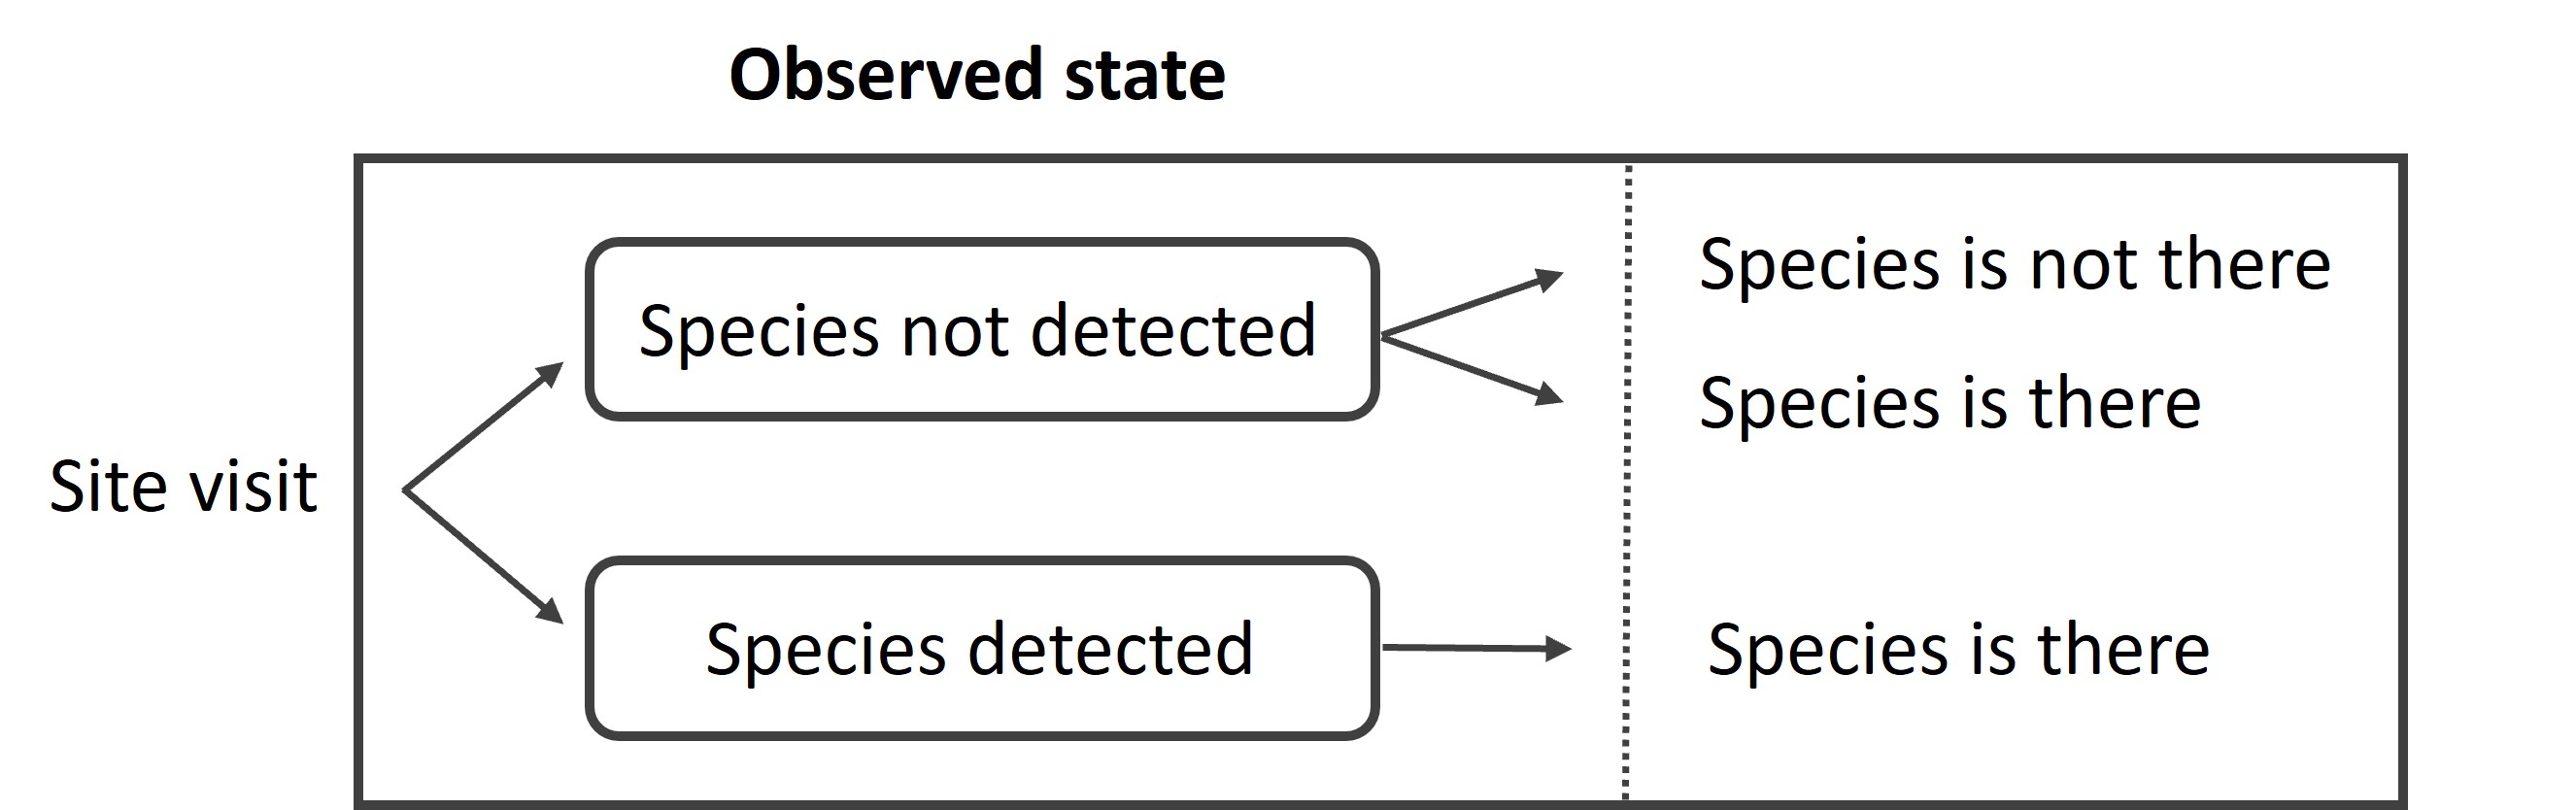 Observed state
Species not detected
Species is not there
Species is there
Site visit
Species detected
Species is there